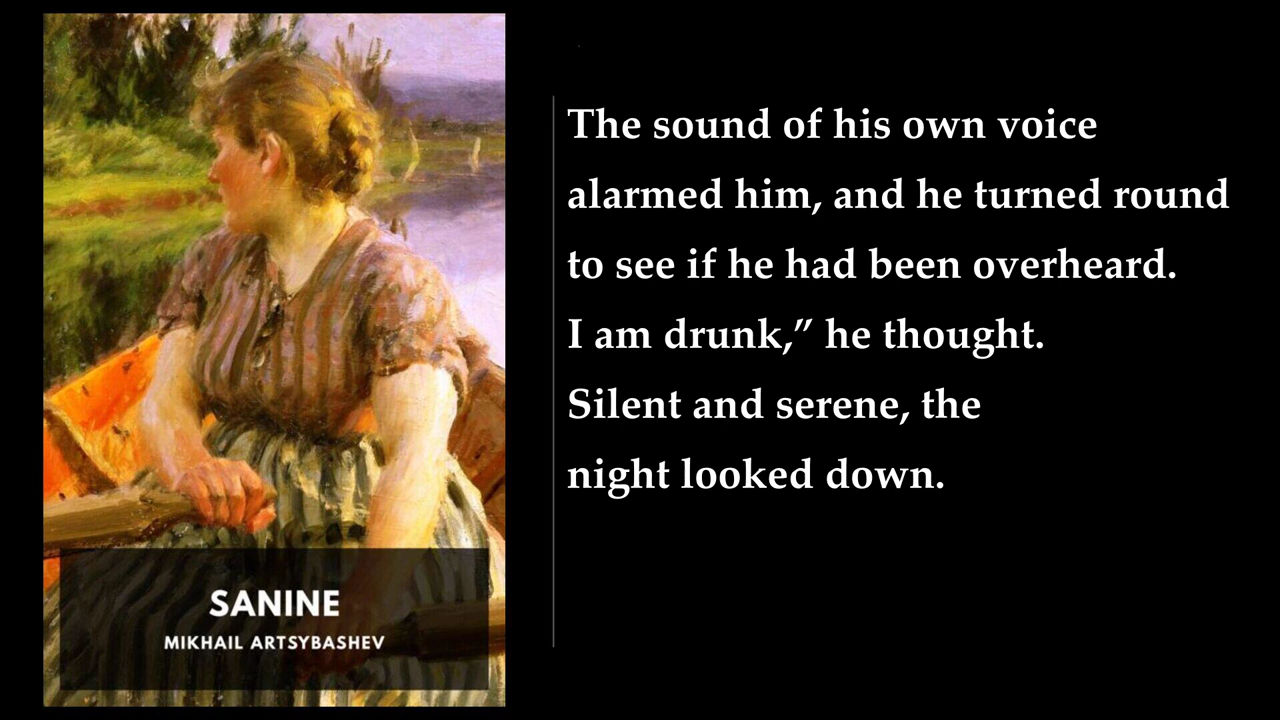 The sound of his own voice
alarmed him, and he turned round
to see if he had been overheard.
I am drunk,” he thought.
Silent and serene, the
night looked down.
SANINE
MIKHAIL ARTSYBASHEV